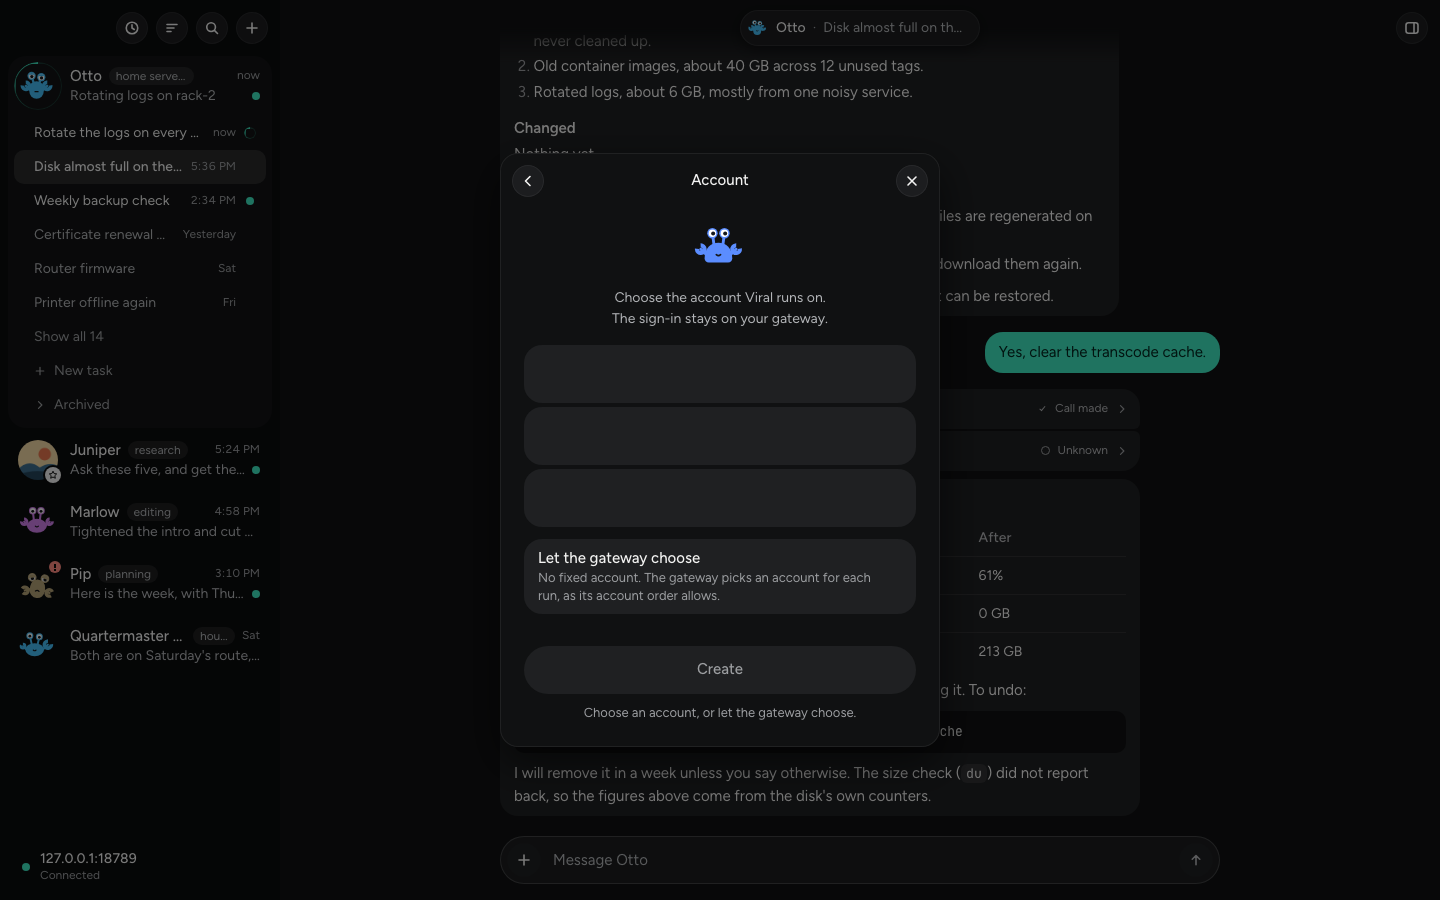 Otto · Disk almost full on th...
Otto home serve... now
Rotating logs on rack-2
Rotate the logs on every ... now
Disk almost full on the... 5:36 PM
Weekly backup check 2:34 PM
Certificate renewal ... Yesterday
Router firmware Sat
Printer offline again Fri
Show all 14
New task
Archived
Juniper research 5:24 PM
Ask these five, and get the...
Marlow editing 4:58 PM
Tightened the intro and cut ...
Pip planning 3:10 PM
Here is the week, with Thu...
Quartermaster ... hou... Sat
Both are on Saturday's route,...
127.0.0.1:18789
Connected
never cleaned up.
2. Old container images, about 40 GB across 12 unused tags.
3. Rotated logs, about 6 GB, mostly from one noisy service.
Changed
Nothing yet
Account
Choose the account Viral runs on.
The sign-in stays on your gateway.
Let the gateway choose
No fixed account. The gateway picks an account for each
run, as its account order allows.
Create
Choose an account, or let the gateway choose.
are regenerated on
download them again.
can be restored.
Yes, clear the transcode cache.
Call made
Unknown
After
61%
0 GB
213 GB
it. To undo:
I will remove it in a week unless you say otherwise. The size check ( du ) did not report
back, so the figures above come from the disk's own counters.
Message Otto